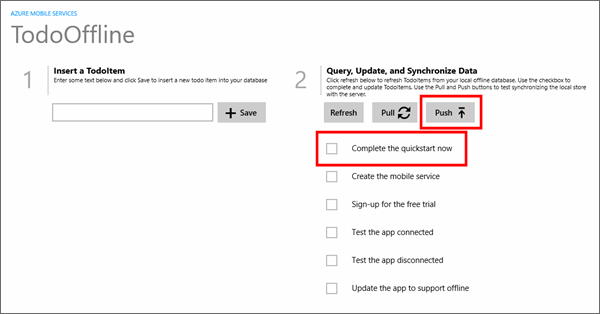 AZURE MOBILE SERVICES
TodoOffline
1
Insert a TodoItem
Enter some text below and click Save to insert a new todo item into your database
Save
2
Query, Update, and Synchronize Data
Click refresh below to refresh TodoItems from your local offline database. Use the checkbox
to complete and update TodoItems. Use the Pull and Push buttons to test synchronizing the local store
with the server.
Refresh
Pull
Push
Complete the quickstart now
Create the mobile service
Sign-up for the free trial
Test the app connected
Test the app disconnected
Update the app to support offline